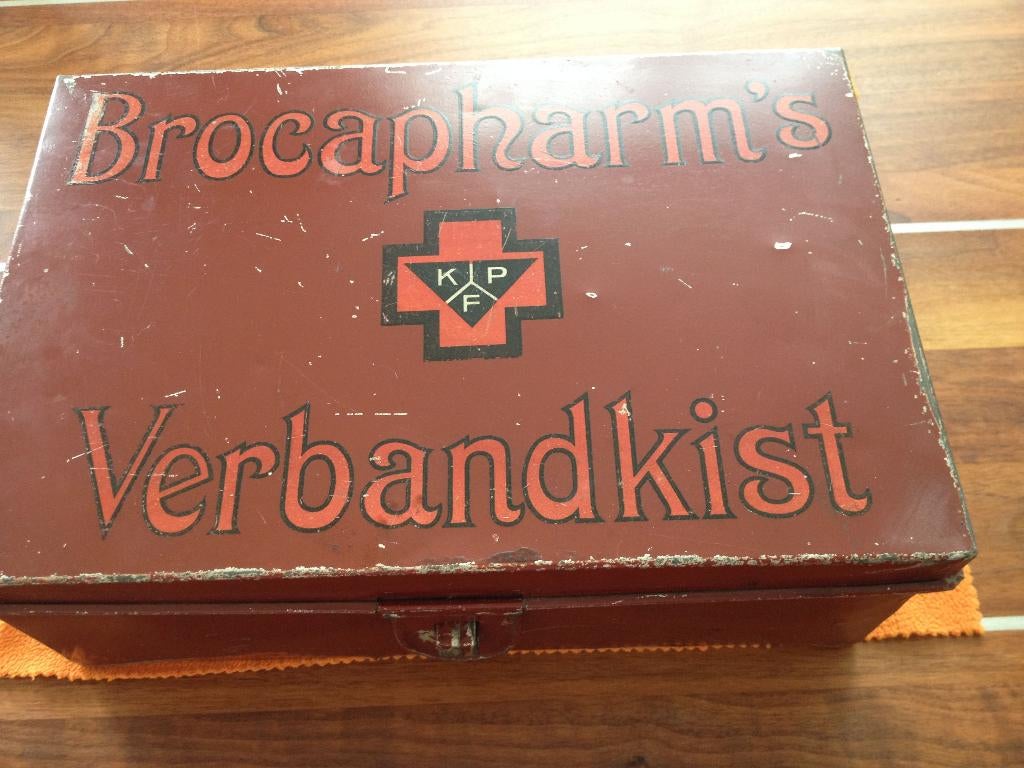 Brocapharm's
K P
F
Verbandkist